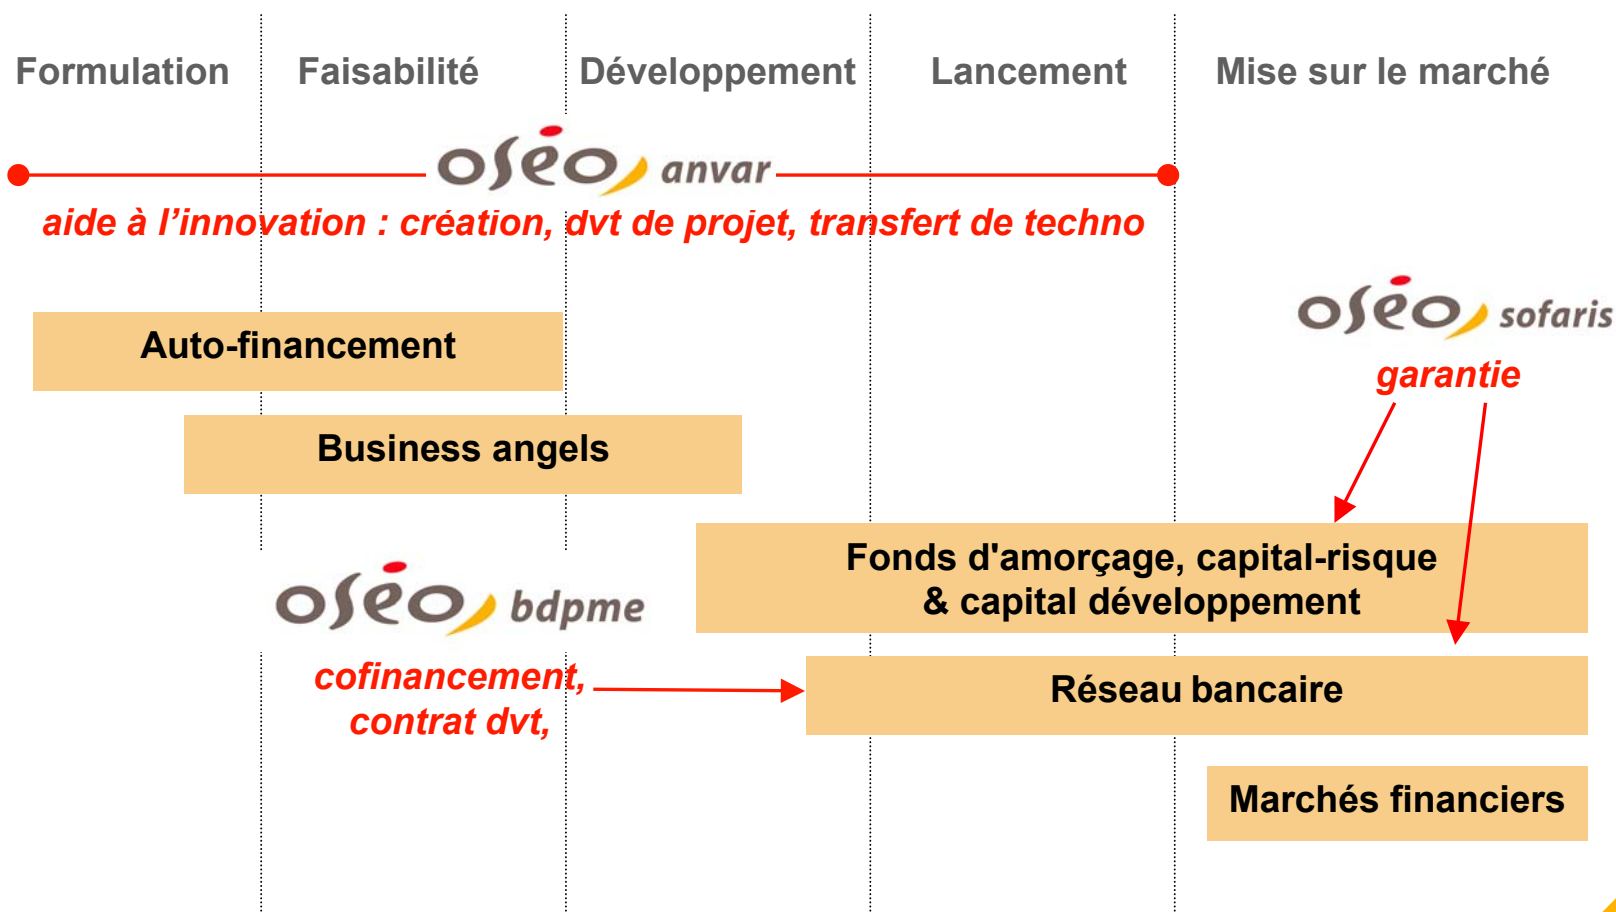 Formulation Faisabilité Développement Lancement Mise sur le marché
oséo anvar
aide à l'innovation : création, dvt de projet, transfert de techno
oséo sofaris
garantie
Auto-financement
Business angels
Fonds d'amorçage, capital-risque
& capital développement
oséo bdpme
cofinancement,
contrat dvt,
Réseau bancaire
Marchés financiers